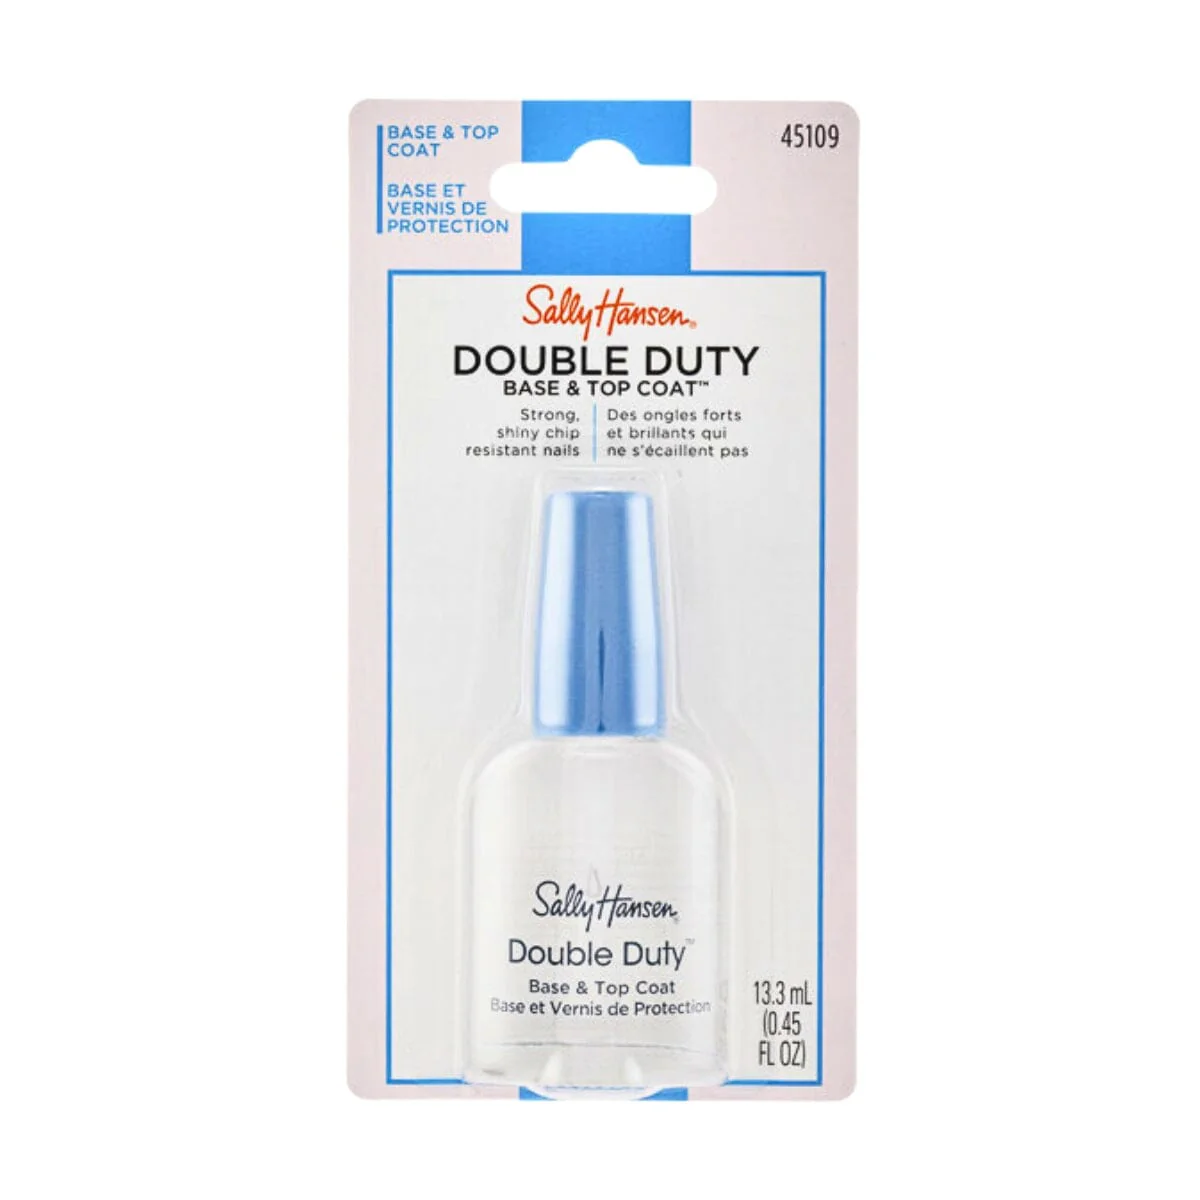 BASE & TOP
COAT
BASE ET
VERNIS DE
PROTECTION
45109
Sally Hansen®
DOUBLE DUTY
BASE & TOP COAT™
Strong,
shiny chip
resistant nails
Des ongles forts
et brillants qui
ne s'écaillent pas
Sally Hansen®
Double Duty™
Base & Top Coat
Base et Vernis de Protection
13.3 mL
(0.45
FL OZ)